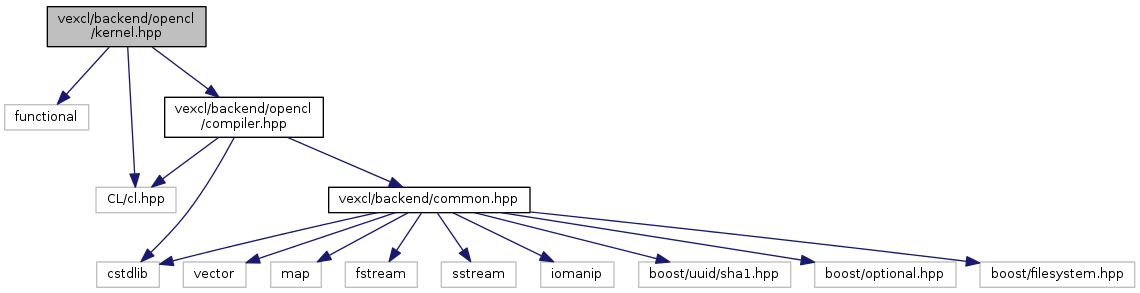 vexcl/backend/opencl
/kernel.hpp
functional
vexcl/backend/opencl
/compiler.hpp
CL/cl.hpp
vexcl/backend/common.hpp
cstdlib
vector
map
fstream
sstream
iomanip
boost/uuid/sha1.hpp
boost/optional.hpp
boost/filesystem.hpp